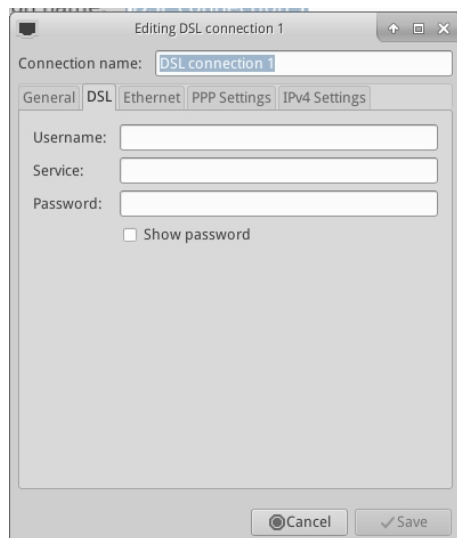 Editing DSL connection 1
Connection name: DSL connection 1
General DSL Ethernet PPP Settings IPv4 Settings
Username:
Service:
Password:
Show password
Cancel Save